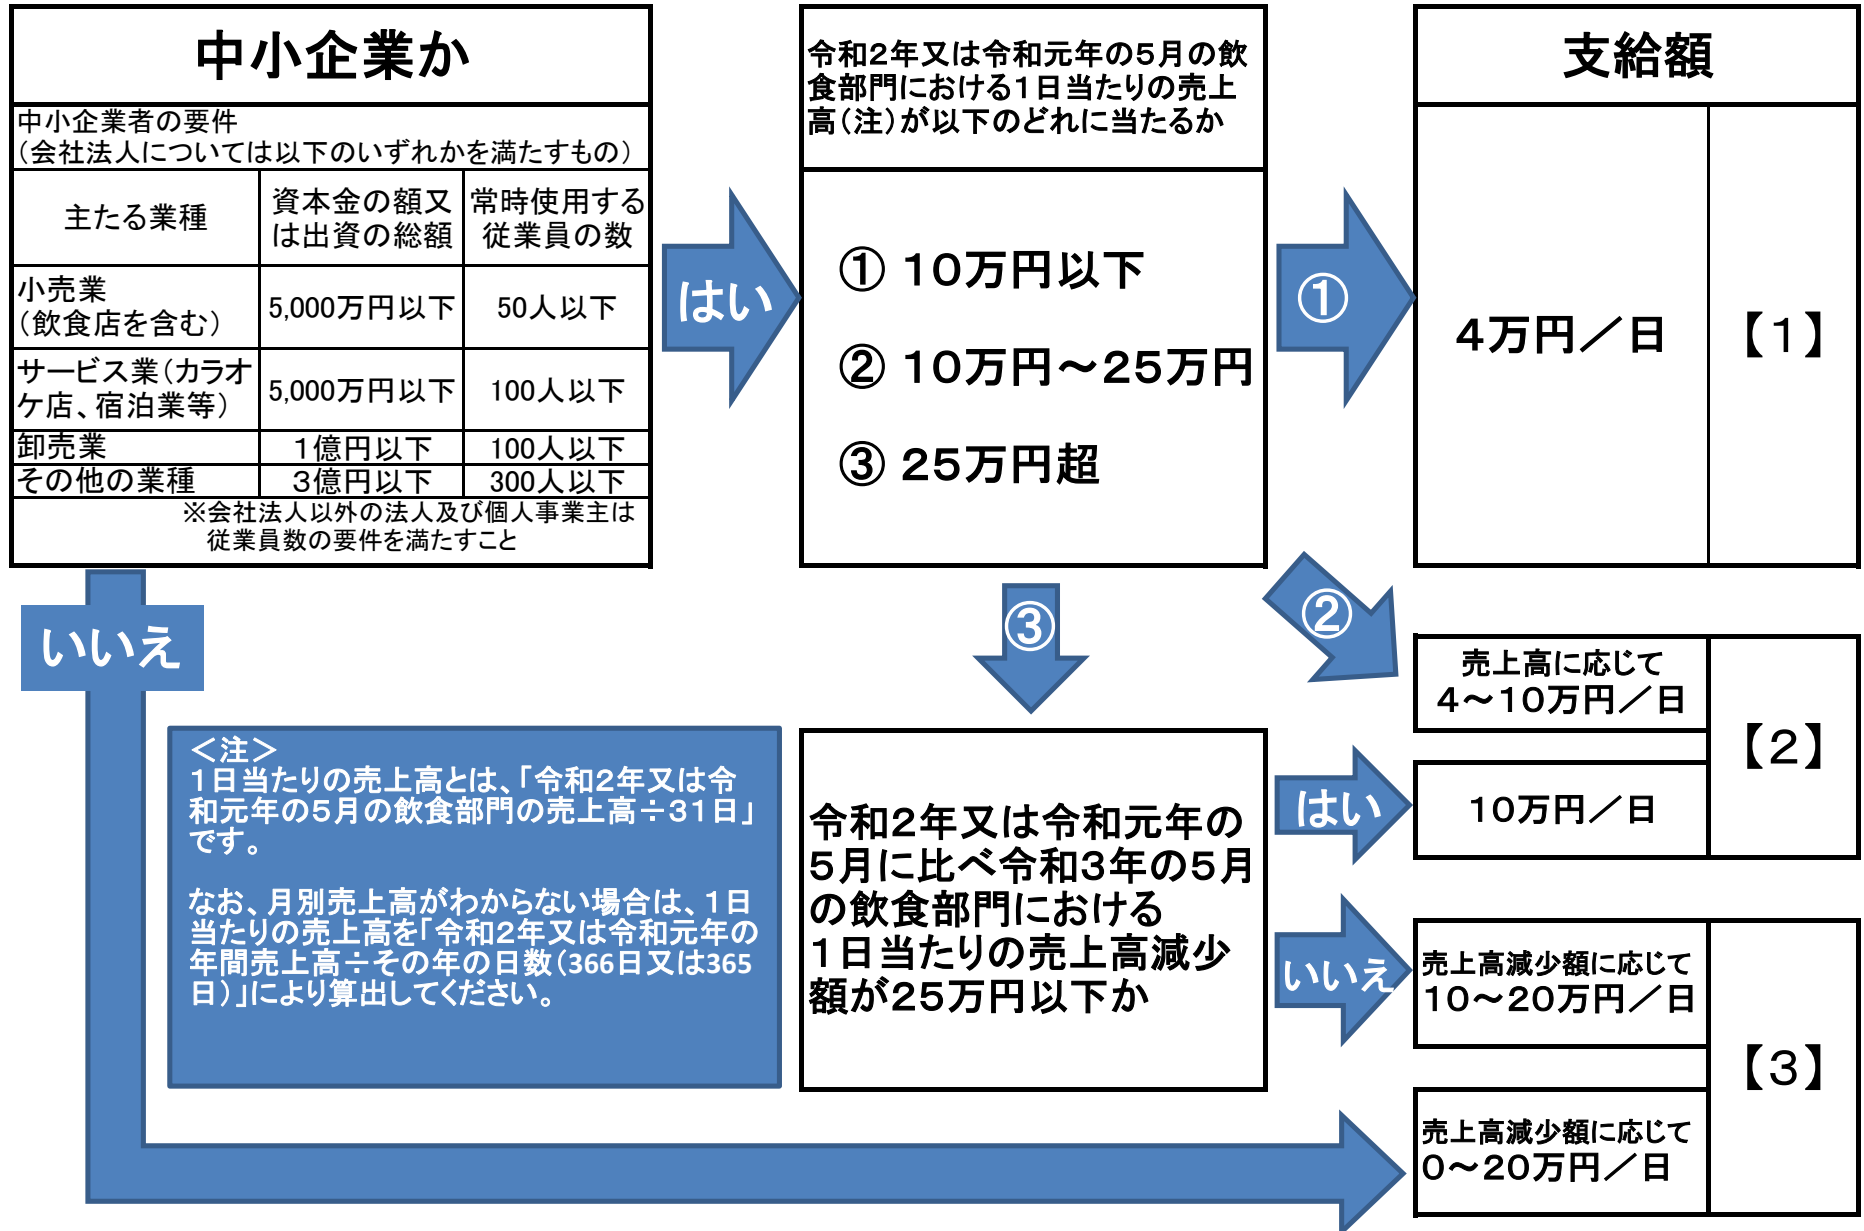 中小企業か
中小企業者の要件
（会社法人については以下のいずれかを満たすもの）
主たる業種
資本金の額又
は出資の総額
常時使用する
従業員の数
小売業
（飲食店を含む）
5,000万円以下
50人以下
サービス業（カラオ
ケ店、宿泊業等）
5,000万円以下
100人以下
卸売業
１億円以下
100人以下
その他の業種
３億円以下
300人以下
※会社法人以外の法人及び個人事業主は
従業員数の要件を満たすこと
はい
令和２年又は令和元年の５月の飲
食部門における１日当たりの売上
高（注）が以下のどれに当たるか
① １０万円以下
② １０万円～２５万円
③ ２５万円超
①
支給額
４万円／日
【１】
いいえ
③
②
売上高に応じて
４～１０万円／日
【２】
＜注＞
１日当たりの売上高とは、「令和２年又は令
和元年の５月の飲食部門の売上高÷３１日」
です。
なお、月別売上高がわからない場合は、１日
当たりの売上高を「令和２年又は令和元年の
年間売上高÷その年の日数（366日又は365
日）」により算出してください。
令和２年又は令和元年の
５月に比べ令和３年の５月
の飲食部門における
１日当たりの売上高減少
額が２５万円以下か
はい
１０万円／日
いいえ
売上高減少額に応じて
１０～２０万円／日
【３】
売上高減少額に応じて
０～２０万円／日